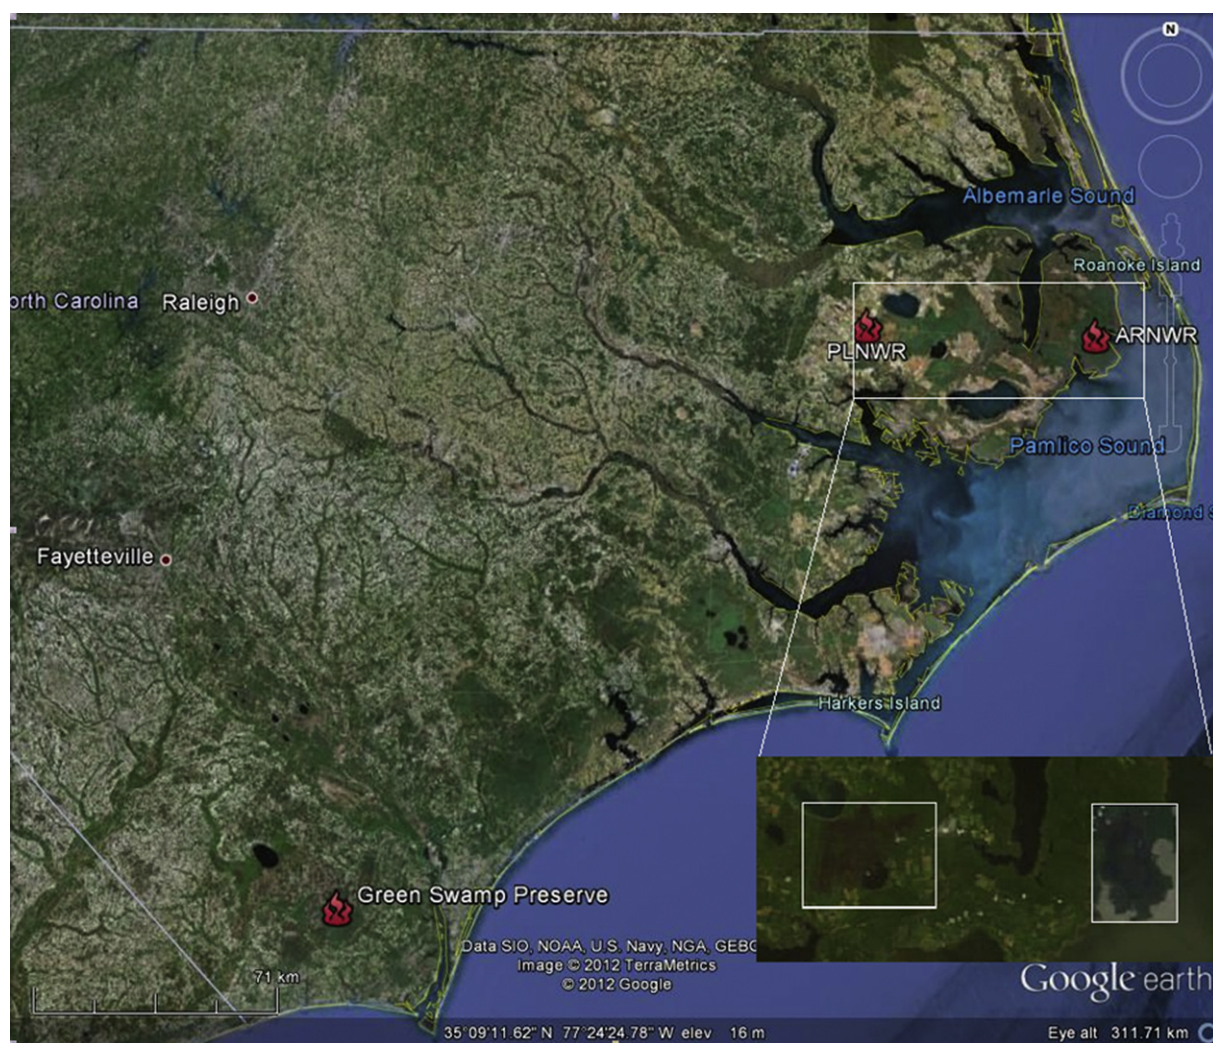 N
Albemarle Sound
Roanoke Island
orth Carolina
Raleigh
PLNWR
ARNWR
Pamlico Sound
Diamond S
Fayetteville
Harkers Island
Green Swamp Preserve
Data SIO, NOAA, U.S. Navy, NGA, GEBC
Image © 2012 TerraMetrics
© 2012 Google
71 km
Google earth
35°09'11.62" N 77°24'24.78" W elev 16 m
Eye alt 311.71 km